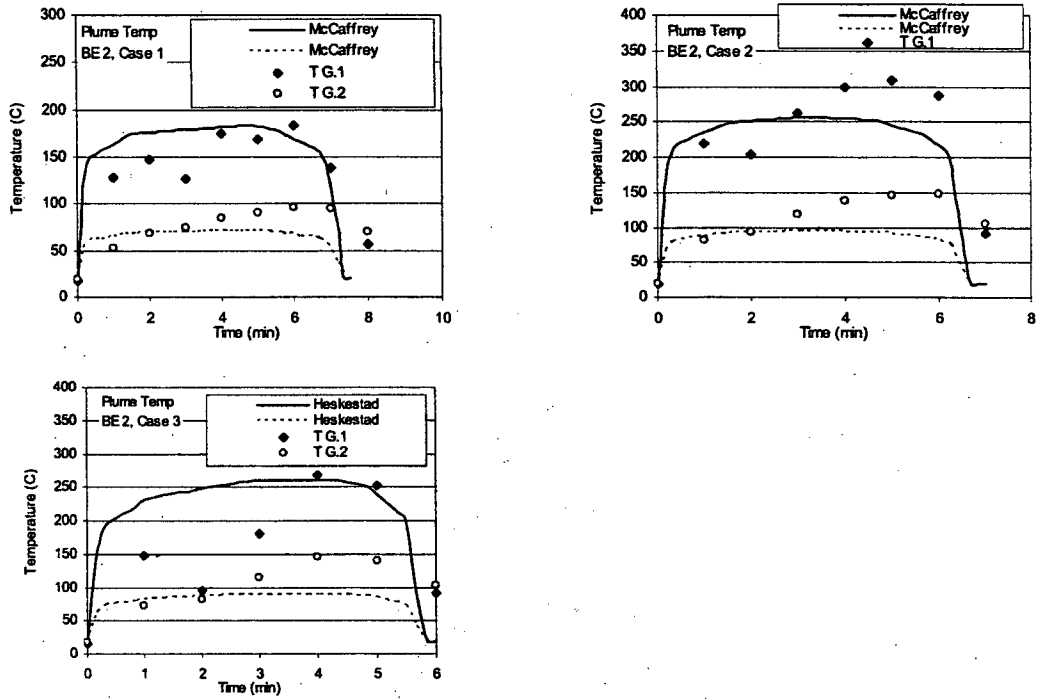 Plume Temp
BE 2, Case 1
McCaffrey
McCaffrey
T G.1
T G.2
Temperature (C)
300
250
200
150
100
50
0
0 2 4 6 8 10
Time (min)
Plume Temp
BE 2, Case 2
McCaffrey
McCaffrey
T G.1
Temperature (C)
400
350
300
250
200
150
100
50
0
0 2 4 6 8
Time (min)
Plume Temp
BE 2, Case 3
Heskestad
Heskestad
T G.1
T G.2
Temperature (C)
400
350
300
250
200
150
100
50
0
0 1 2 3 4 5 6
Time (min)